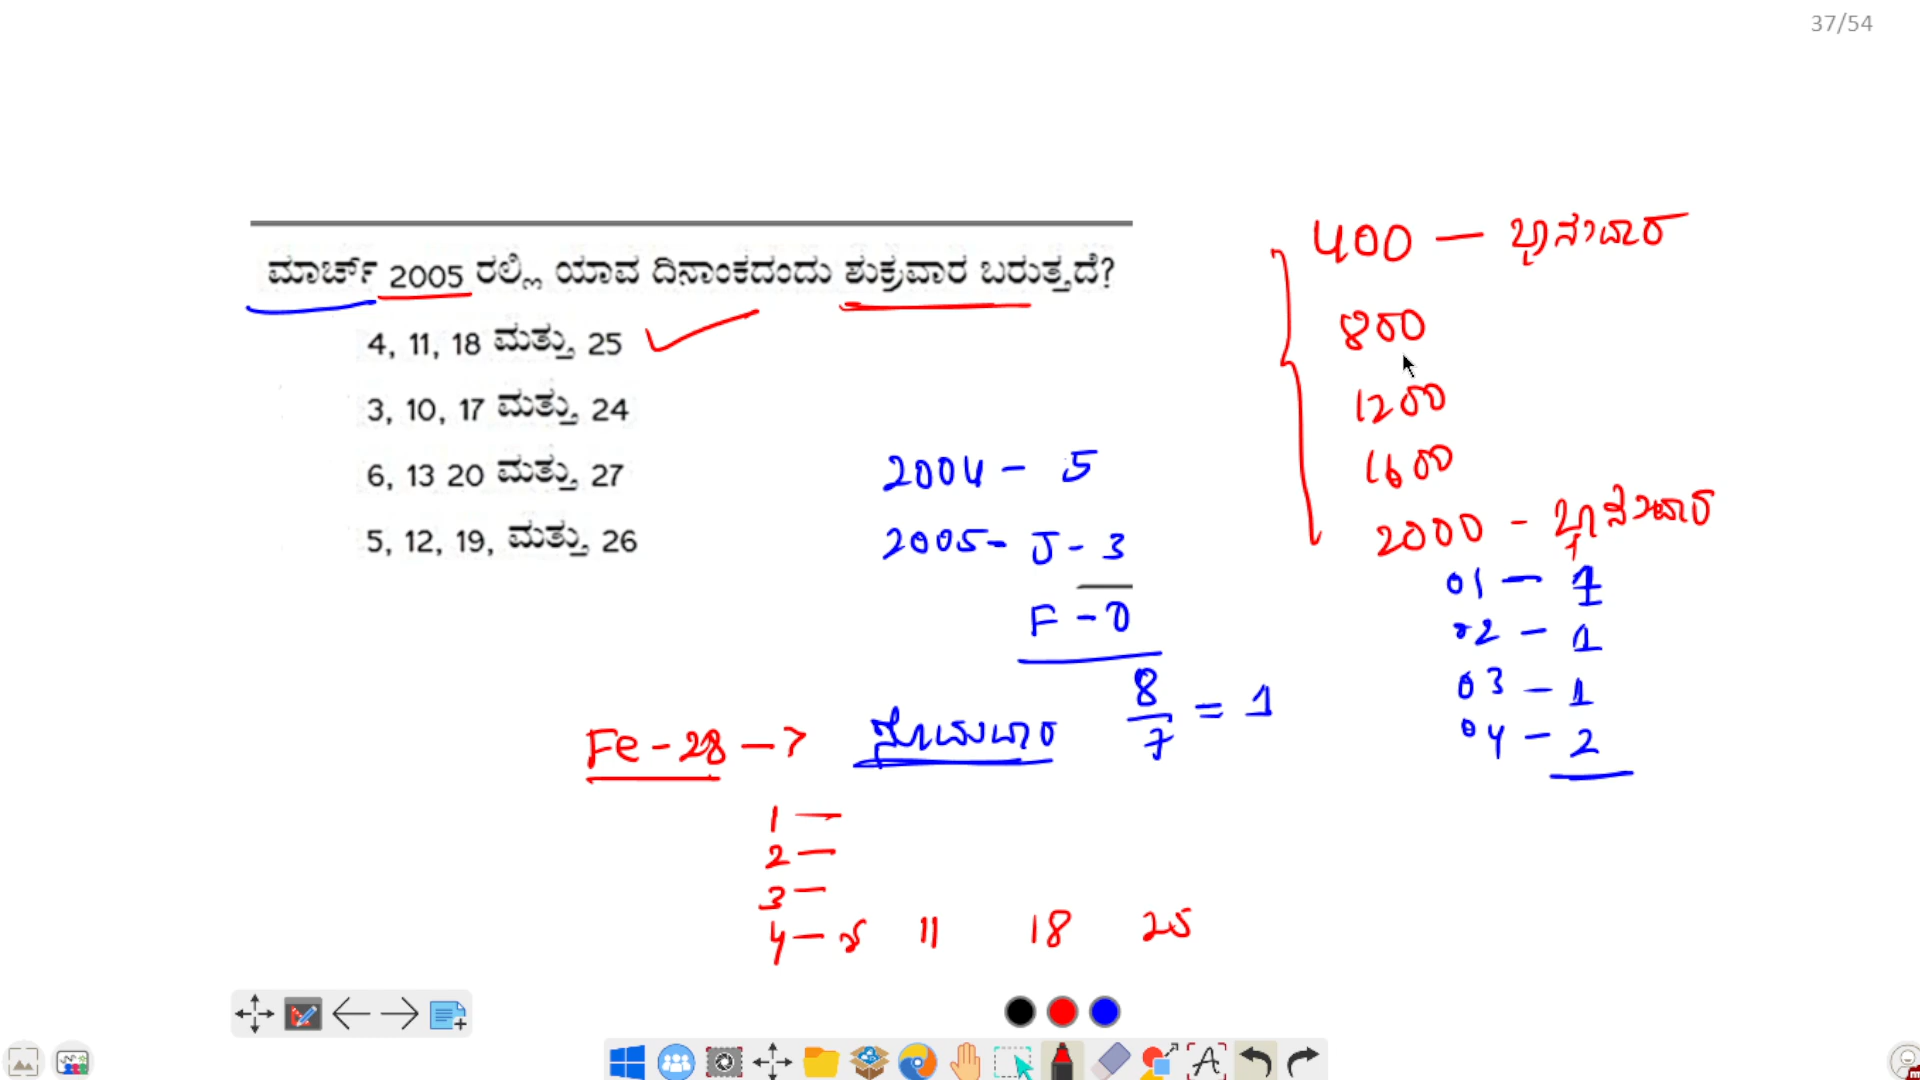 37/54
ಮಾರ್ಚ್ 2005 ರಲ್ಲಿ ಯಾವ ದಿನಾಂಕದಂದು ಶುಕ್ರವಾರ ಬರುತ್ತದೆ?
4, 11, 18 ಮತ್ತು 25
3, 10, 17 ಮತ್ತು 24
6, 13 20 ಮತ್ತು 27
5, 12, 19, ಮತ್ತು 26
400 — ಭಾನುವಾರ
800
1200
1600
2000 - ಭಾನುವಾರ
01 — 1
02 — 1
03 — 1
04 — 2
2004 - 5
2005 - J - 3
F - 0
8/7 = 1
Fe - 28 → ಸೋಮವಾರ
1 —
2 —
3 —
4 — ಶ 11 18 25